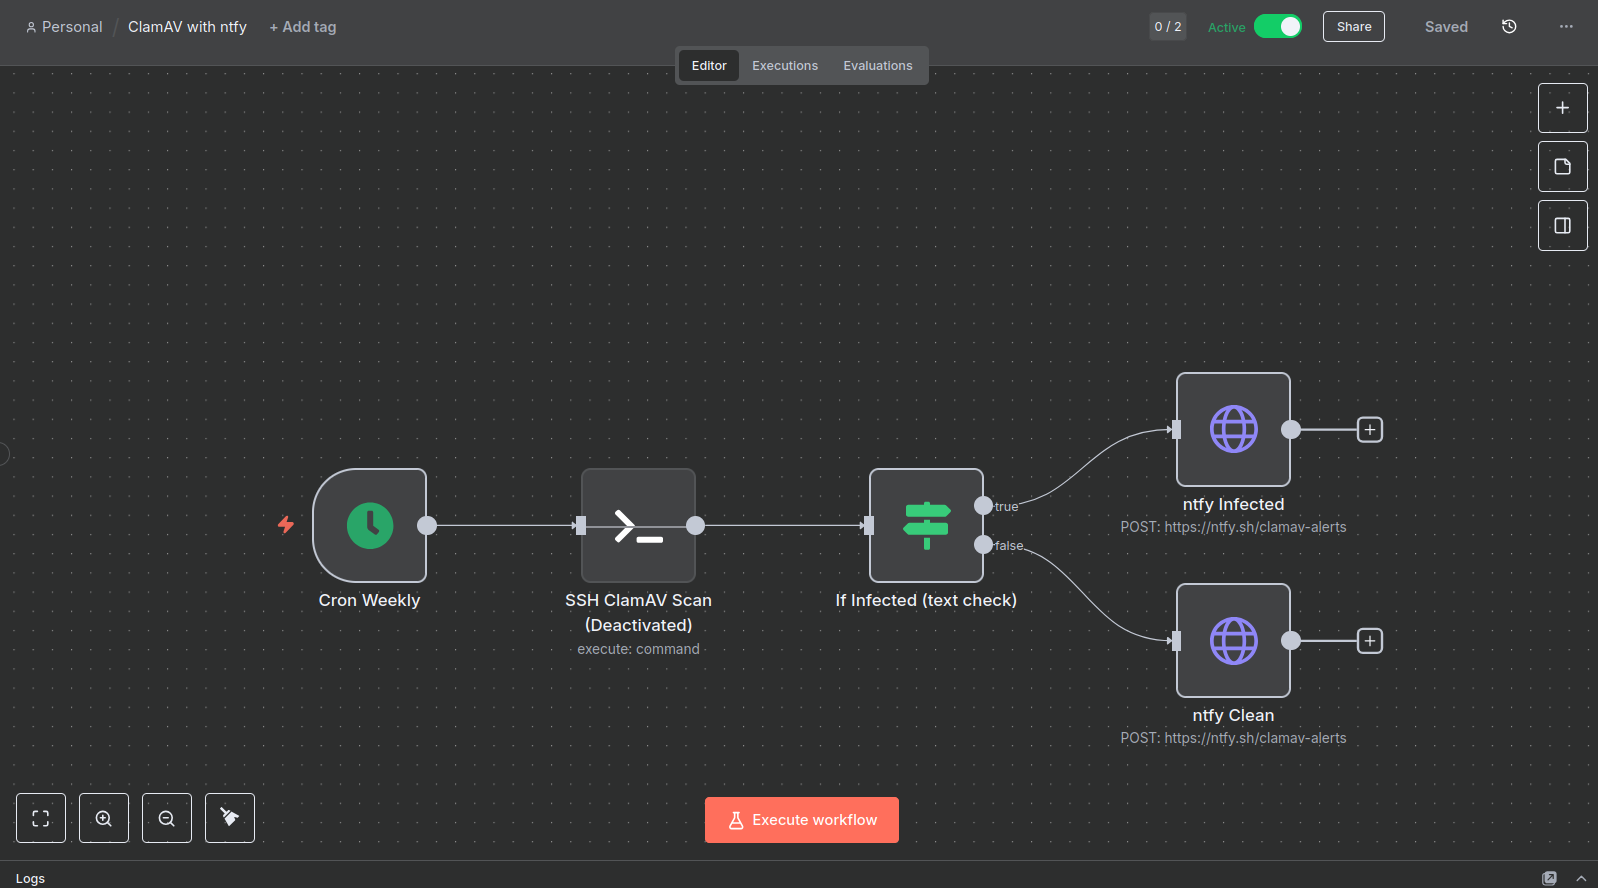 Personal / ClamAV with ntfy + Add tag
0 / 2 Active Share Saved
Editor Executions Evaluations
true
false
ntfy Infected
POST: https://ntfy.sh/clamav-alerts
Cron Weekly
SSH ClamAV Scan
(Deactivated)
execute: command
If Infected (text check)
ntfy Clean
POST: https://ntfy.sh/clamav-alerts
Execute workflow
Logs